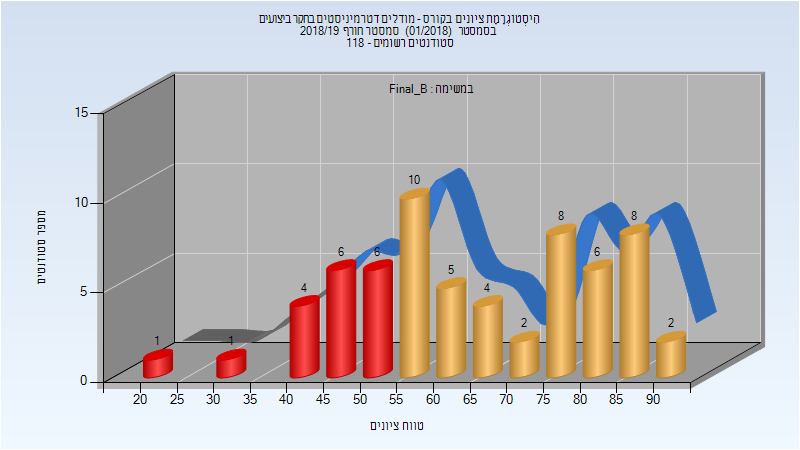 הִיסְטוֹגְרָמַת ציונים בקורס - מודלים דטרמיניסטים בחקר ביצועים
בסמסטר (01/2018) סמסטר חורף 2018/19
סטודנטים רשומים - 118
במשימה : Final_B
מספר סטודנטים
15
10
5
0
1
1
4
6
6
10
5
4
2
8
6
8
2
20 25 30 35 40 45 50 55 60 65 70 75 80 85 90
טווח ציונים